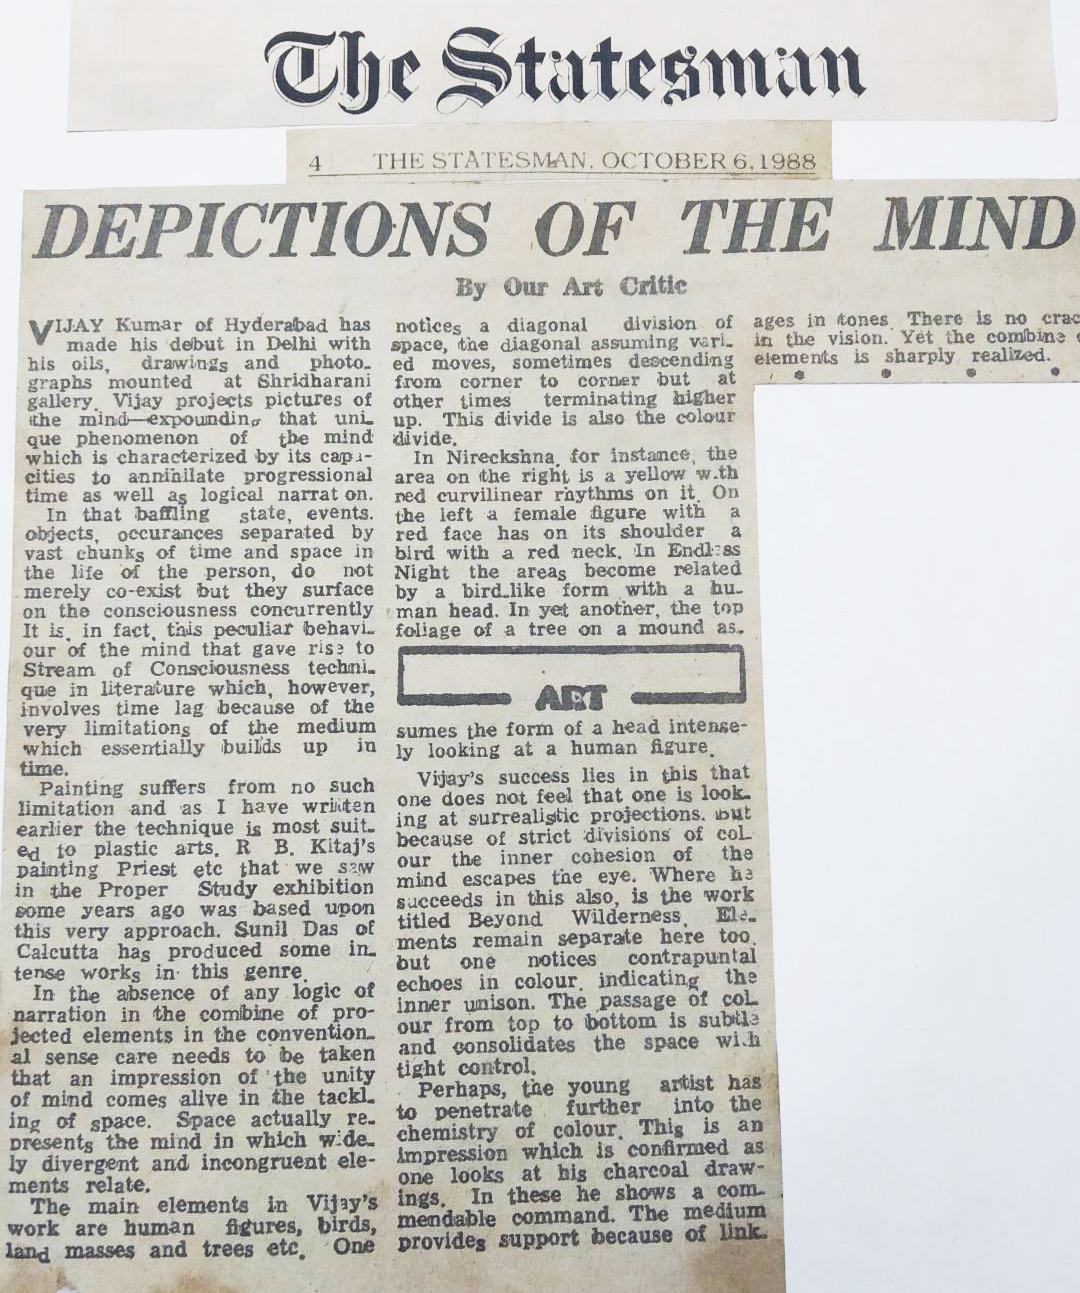 The Statesman
4 THE STATESMAN, OCTOBER 6, 1988
DEPICTIONS OF THE MIND
By Our Art Critic
VIJAY Kumar of Hyderabad has
made his debut in Delhi with
his oils, drawings and photo-
graphs mounted at Shridharani
gallery. Vijay projects pictures of
the mind—expounding that uni-
que phenomenon of the mind
which is characterized by its capa-
cities to annihilate progressional
time as well as logical narration.
In that baffling state, events.
objects, occurances separated by
vast chunks of time and space in
the life of the person, do not
merely co-exist but they surface
on the consciousness concurrently
It is, in fact, this peculiar behavi-
our of the mind that gave rise to
Stream of Consciousness techni-
que in literature which, however,
involves time lag because of the
very limitations of the medium
which essentially builds up in
time.
Painting suffers from no such
limitation and as I have written
earlier the technique is most suit-
ed to plastic arts. R B. Kitaj's
painting Priest etc that we saw
in the Proper Study exhibition
some years ago was based upon
this very approach. Sunil Das of
Calcutta has produced some in-
tense works in this genre.
In the absence of any logic of
narration in the combine of pro-
jected elements in the convention-
al sense care needs to be taken
that an impression of the unity
of mind comes alive in the tackl-
ing of space. Space actually re-
presents the mind in which wide-
ly divergent and incongruent ele-
ments relate.
The main elements in Vijay's
work are human figures, birds,
land masses and trees etc. One
notices a diagonal division of
space, the diagonal assuming vari-
ed moves, sometimes descending
from corner to corner but at
other times terminating higher
up. This divide is also the colour
divide.
In Nireckshna, for instance, the
area on the right is a yellow with
red curvilinear rhythms on it. On
the left a female figure with a
red face has on its shoulder a
bird with a red neck. In Endless
Night the areas become related
by a bird-like form with a hu-
man head. In yet another, the top
foliage of a tree on a mound as-
ART
sumes the form of a head intense-
ly looking at a human figure.
Vijay's success lies in this that
one does not feel that one is look-
ing at surrealistic projections. But
because of strict divisions of col-
our the inner cohesion of the
mind escapes the eye. Where he
succeeds in this also, is the work
titled Beyond Wilderness. Ele-
ments remain separate here too,
but one notices contrapuntal
echoes in colour, indicating the
inner unison. The passage of col-
our from top to bottom is subtle
and consolidates the space with
tight control.
Perhaps, the young artist has
to penetrate further into the
chemistry of colour. This is an
impression which is confirmed as
one looks at his charcoal draw-
ings. In these he shows a com-
mendable command. The medium
provides support because of link-
ages in tones There is no
in the vision. Yet the combine
elements is sharply realized.